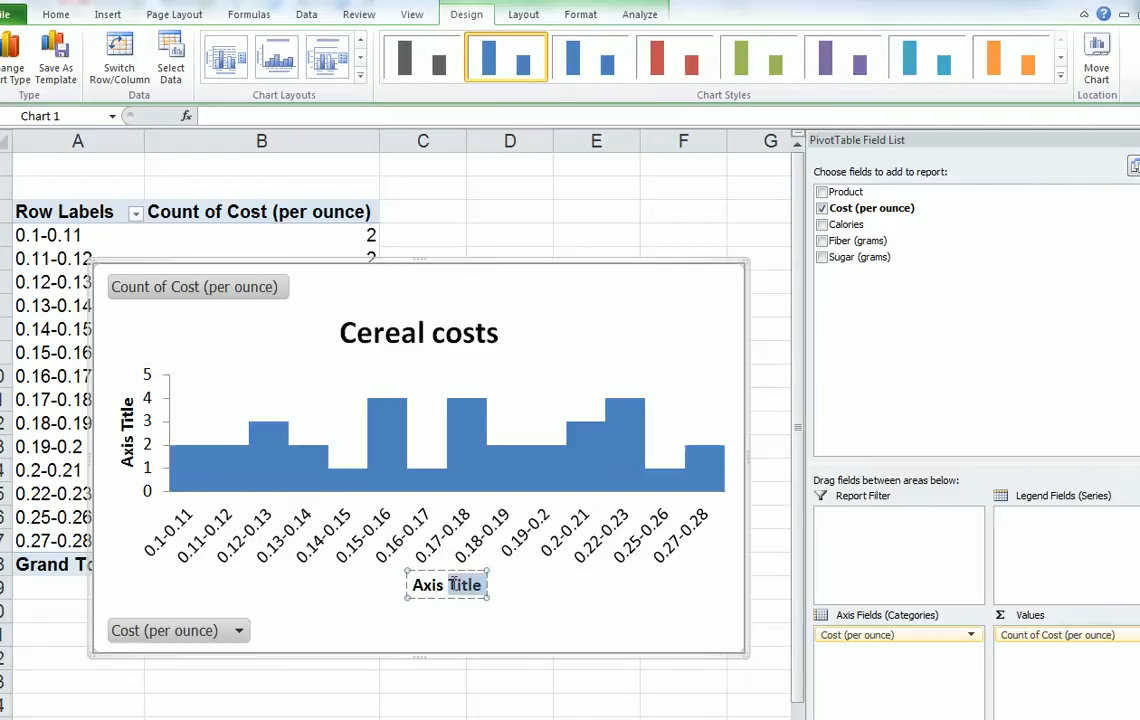 ile Home Insert Page Layout Formulas Data Review View Design Layout Format Analyze
ange Save As Switch Select Move
rt Type Template Row/Column Data Chart
Type Data Chart Layouts Chart Styles Location
Chart 1 fx
A B C D E F G
PivotTable Field List
Choose fields to add to report:
Product
Cost (per ounce)
Calories
Fiber (grams)
Sugar (grams)
Row Labels Count of Cost (per ounce)
0.1-0.11 2
0.11-0.12 2
0.12-0.13
0.13-0.14
0.14-0.15
0.15-0.16
0.16-0.17
0.17-0.18
0.18-0.19
0.19-0.2
0.2-0.21
0.22-0.23
0.25-0.26
0.27-0.28
Grand To
Count of Cost (per ounce)
Cereal costs
Axis Title
5
4
3
2
1
0
0.1-0.11 0.11-0.12 0.12-0.13 0.13-0.14 0.14-0.15 0.15-0.16 0.16-0.17 0.17-0.18 0.18-0.19 0.19-0.2 0.2-0.21 0.22-0.23 0.25-0.26 0.27-0.28
Axis Title
Cost (per ounce)
Drag fields between areas below:
Report Filter Legend Fields (Series)
Axis Fields (Categories) Σ Values
Cost (per ounce) Count of Cost (per ounce)